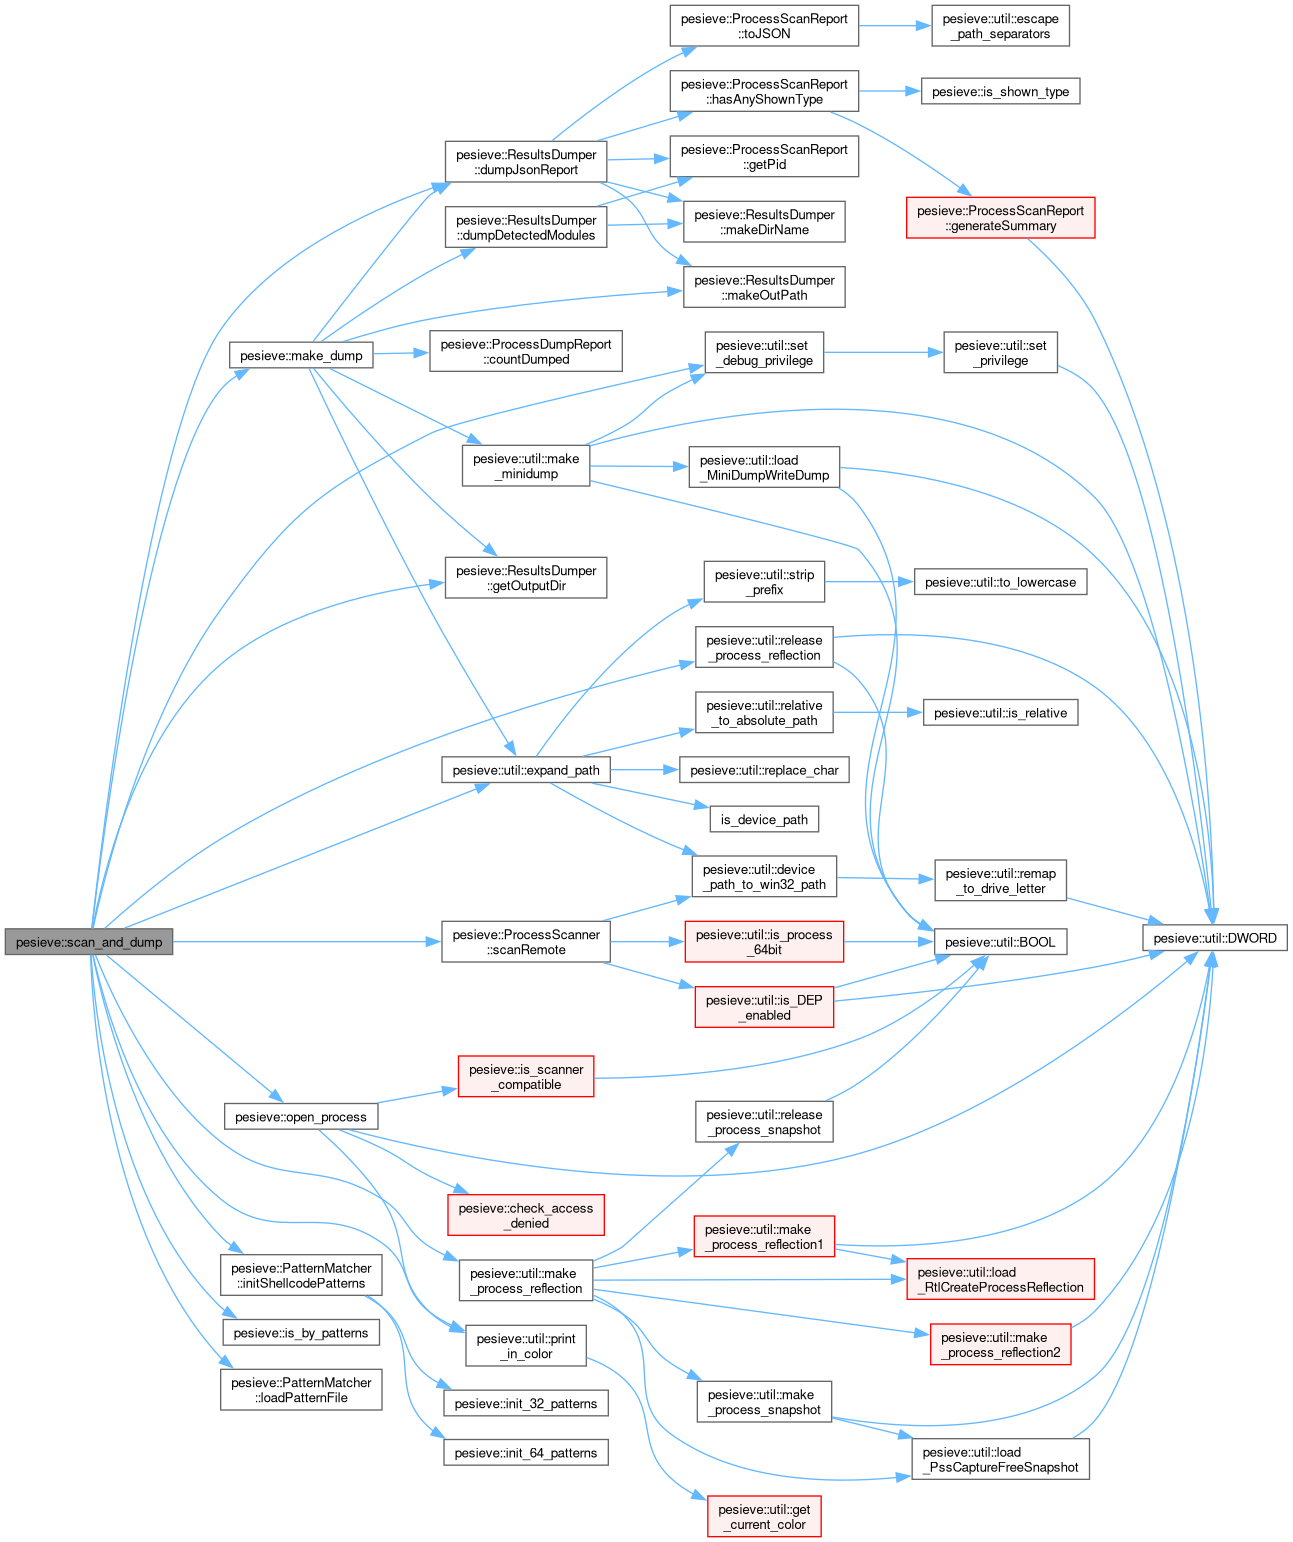 pesieve::ProcessScanReport
::toJSON
pesieve::util::escape
_path_separators
pesieve::ProcessScanReport
::hasAnyShownType
pesieve::is_shown_type
pesieve::ResultsDumper
::dumpJsonReport
pesieve::ProcessScanReport
::getPid
pesieve::ResultsDumper
::dumpDetectedModules
pesieve::ResultsDumper
::makeDirName
pesieve::ProcessScanReport
::generateSummary
pesieve::ResultsDumper
::makeOutPath
pesieve::make_dump
pesieve::ProcessDumpReport
::countDumped
pesieve::util::set
_debug_privilege
pesieve::util::set
_privilege
pesieve::util::make
_minidump
pesieve::util::load
_MiniDumpWriteDump
pesieve::ResultsDumper
::getOutputDir
pesieve::util::strip
_prefix
pesieve::util::to_lowercase
pesieve::util::release
_process_reflection
pesieve::util::relative
_to_absolute_path
pesieve::util::is_relative
pesieve::util::expand_path
pesieve::util::replace_char
is_device_path
pesieve::util::device
_path_to_win32_path
pesieve::util::remap
_to_drive_letter
pesieve::scan_and_dump
pesieve::ProcessScanner
::scanRemote
pesieve::util::is_process
_64bit
pesieve::util::BOOL
pesieve::util::DWORD
pesieve::util::is_DEP
_enabled
pesieve::is_scanner
_compatible
pesieve::open_process
pesieve::util::release
_process_snapshot
pesieve::check_access
_denied
pesieve::util::make
_process_reflection1
pesieve::PatternMatcher
::initShellcodePatterns
pesieve::util::make
_process_reflection
pesieve::util::load
_RtlCreateProcessReflection
pesieve::is_by_patterns
pesieve::util::print
_in_color
pesieve::util::make
_process_reflection2
pesieve::PatternMatcher
::loadPatternFile
pesieve::init_32_patterns
pesieve::util::make
_process_snapshot
pesieve::init_64_patterns
pesieve::util::load
_PssCaptureFreeSnapshot
pesieve::util::get
_current_color